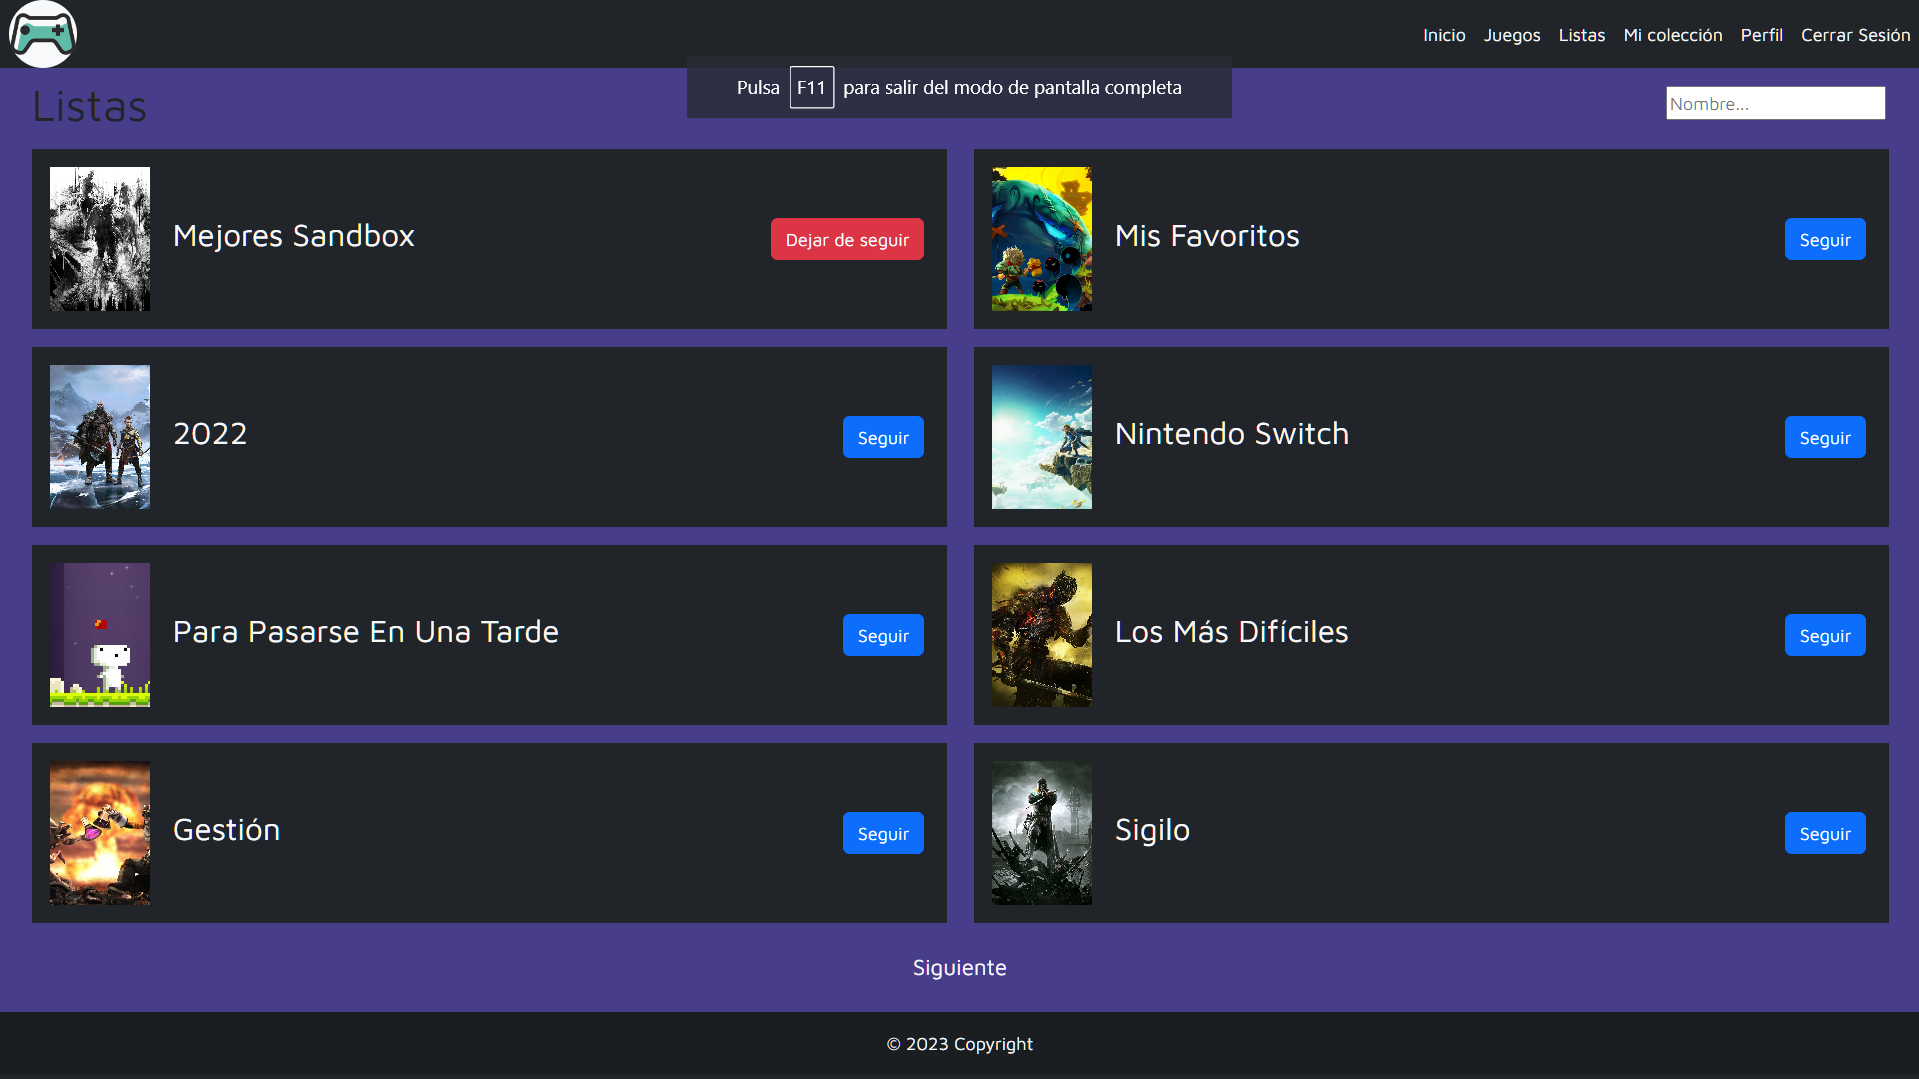 Inicio Juegos Listas Mi colección Perfil Cerrar Sesión
Pulsa F11 para salir del modo de pantalla completa
Listas
Nombre...
Mejores Sandbox
Dejar de seguir
Mis Favoritos
Seguir
2022
Seguir
Nintendo Switch
Seguir
Para Pasarse En Una Tarde
Seguir
Los Más Difíciles
Seguir
Gestión
Seguir
Sigilo
Seguir
Siguiente
© 2023 Copyright